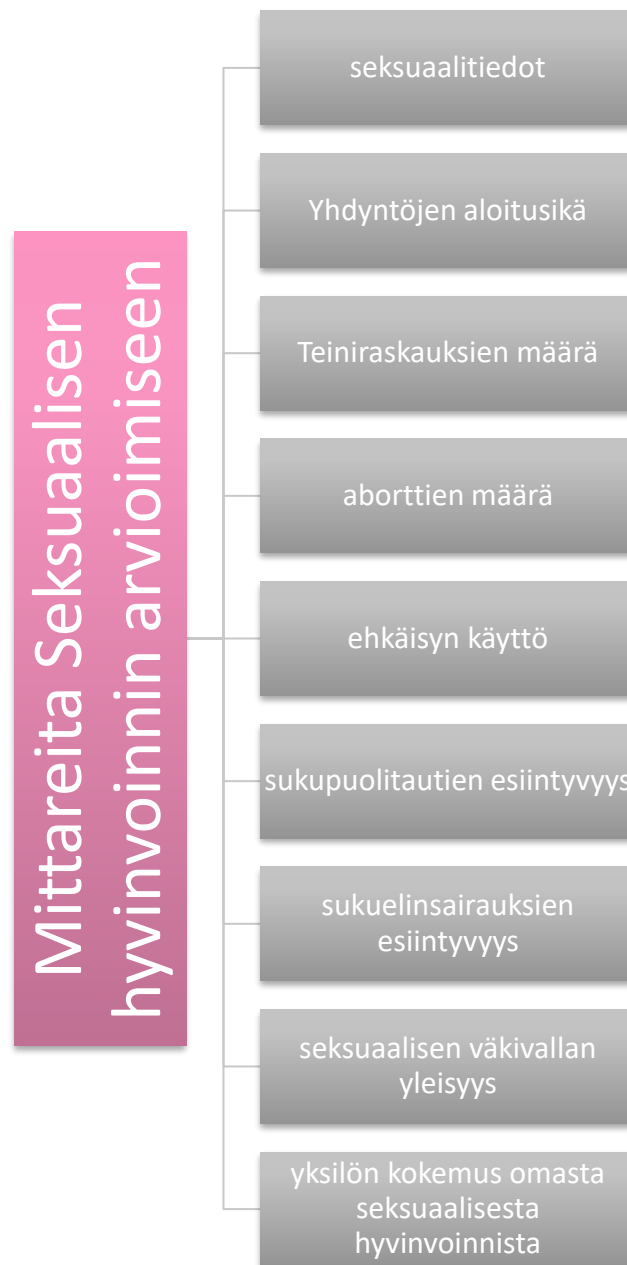 Mittareita Seksuaalisen
hyvinvoinnin arvioimiseen
seksuaalitiedot
Yhdyntöjen aloitusikä
Teiniraskauksien määrä
aborttien määrä
ehkäisyn käyttö
sukupuolitautien esiintyvyys
sukuelinsairauksien
esiintyvyys
seksuaalisen väkivallan
yleisyys
yksilön kokemus omasta
seksuaalisesta
hyvinvoinnista